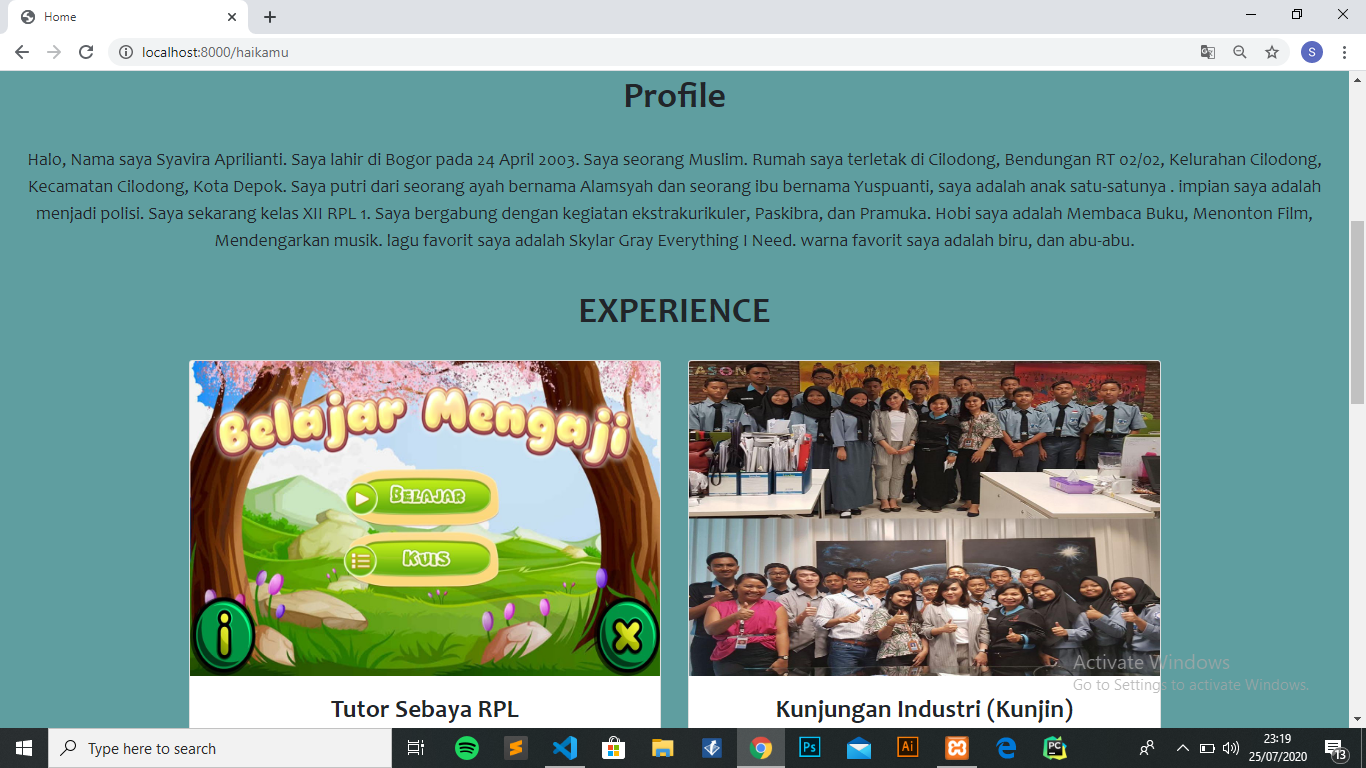 Home
localhost:8000/haikamu
S
Profile
Halo, Nama saya Syavira Aprilianti. Saya lahir di Bogor pada 24 April 2003. Saya seorang Muslim. Rumah saya terletak di Cilodong, Bendungan RT 02/02, Kelurahan Cilodong,
Kecamatan Cilodong, Kota Depok. Saya putri dari seorang ayah bernama Alamsyah dan seorang ibu bernama Yuspuanti, saya adalah anak satu-satunya . impian saya adalah
menjadi polisi. Saya sekarang kelas XII RPL 1. Saya bergabung dengan kegiatan ekstrakurikuler, Paskibra, dan Pramuka. Hobi saya adalah Membaca Buku, Menonton Film,
Mendengarkan musik. lagu favorit saya adalah Skylar Gray Everything I Need. warna favorit saya adalah biru, dan abu-abu.
EXPERIENCE
Belajar Mengaji
BELAJAR
KUIS
i
X
EASON
Tutor Sebaya RPL
Kunjungan Industri (Kunjin)
Activate Windows
Go to Settings to activate Windows.
Type here to search
Ps
Ai
PC
23:19
25/07/2020
13